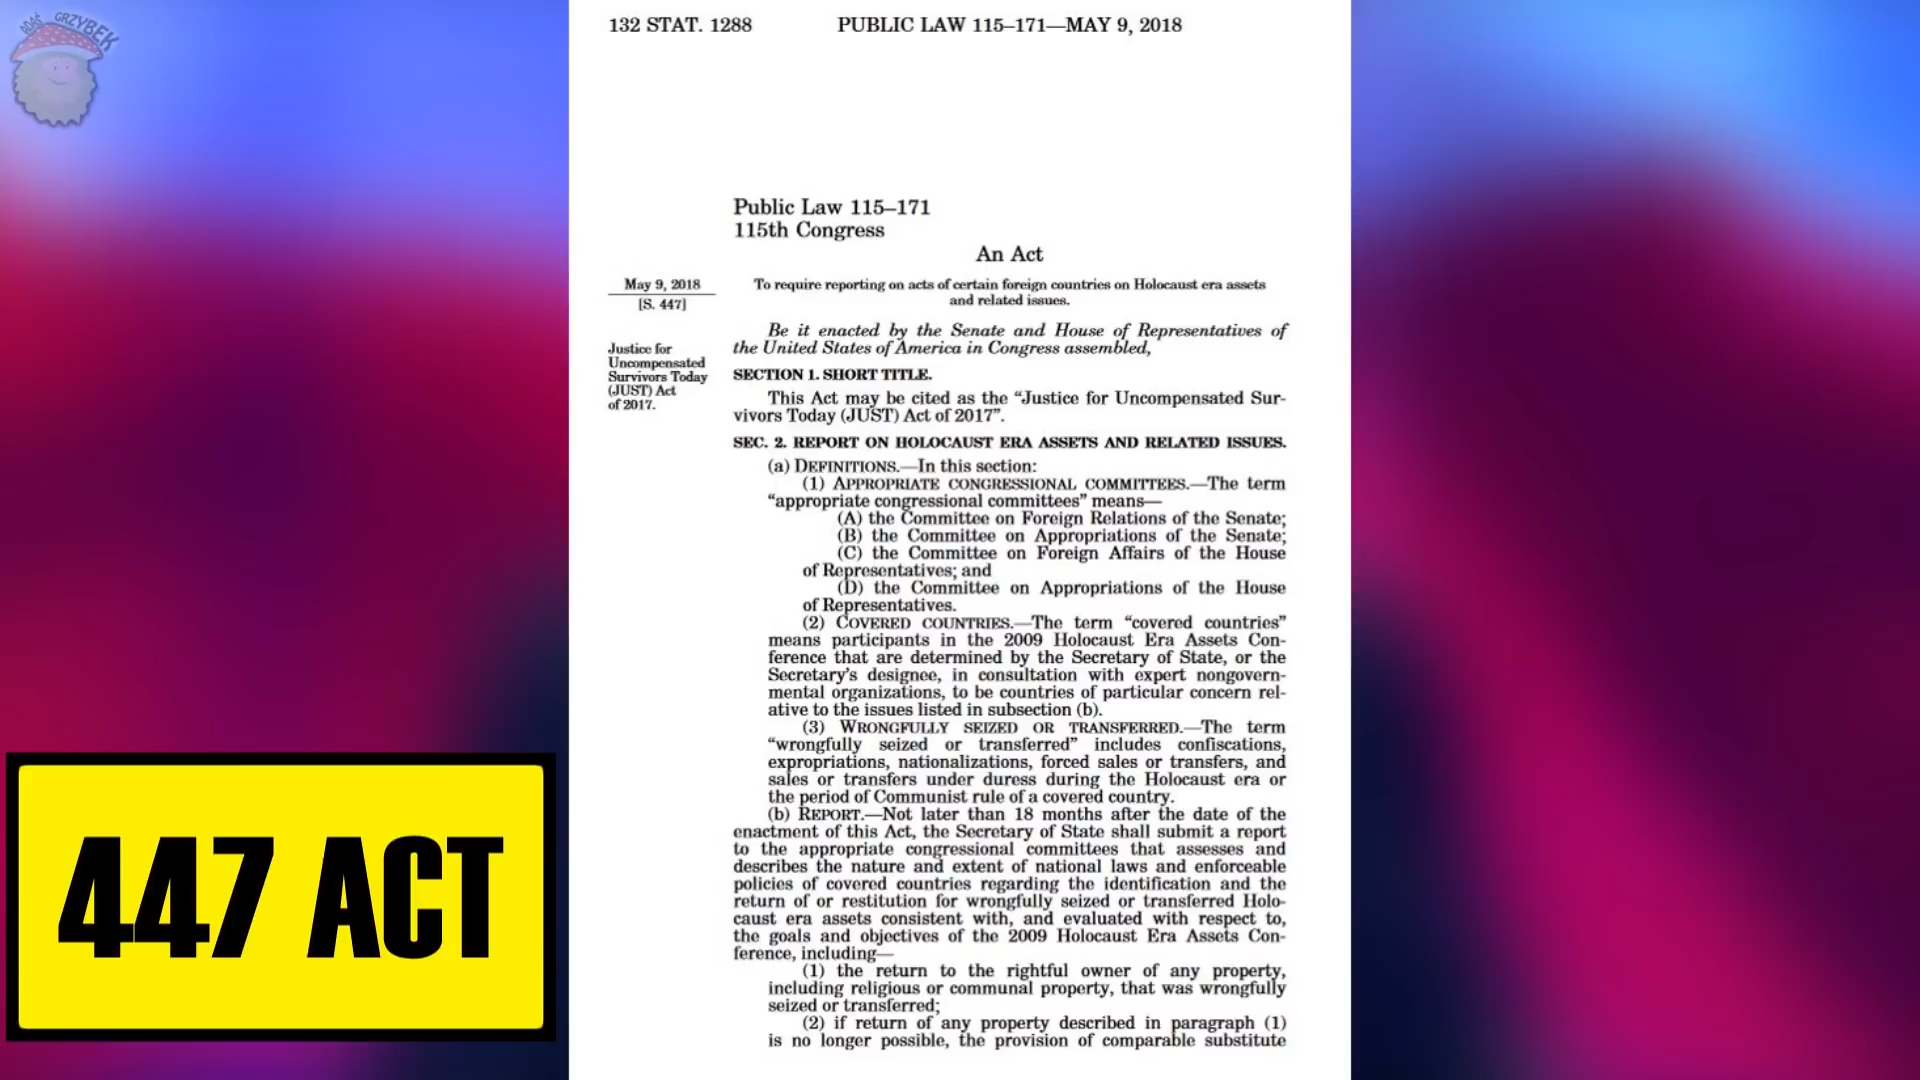 ADAŚ GRZYBEK
132 STAT. 1288 PUBLIC LAW 115–171—MAY 9, 2018
Public Law 115–171
115th Congress
An Act
May 9, 2018
[S. 447]
To require reporting on acts of certain foreign countries on Holocaust era assets
and related issues.
Be it enacted by the Senate and House of Representatives of
the United States of America in Congress assembled,
Justice for
Uncompensated
Survivors Today
(JUST) Act
of 2017.
SECTION 1. SHORT TITLE.
This Act may be cited as the “Justice for Uncompensated Sur-
vivors Today (JUST) Act of 2017”.
SEC. 2. REPORT ON HOLOCAUST ERA ASSETS AND RELATED ISSUES.
(a) DEFINITIONS.—In this section:
(1) APPROPRIATE CONGRESSIONAL COMMITTEES.—The term
“appropriate congressional committees” means—
(A) the Committee on Foreign Relations of the Senate;
(B) the Committee on Appropriations of the Senate;
(C) the Committee on Foreign Affairs of the House
of Representatives; and
(D) the Committee on Appropriations of the House
of Representatives.
(2) COVERED COUNTRIES.—The term “covered countries”
means participants in the 2009 Holocaust Era Assets Con-
ference that are determined by the Secretary of State, or the
Secretary’s designee, in consultation with expert nongovern-
mental organizations, to be countries of particular concern rel-
ative to the issues listed in subsection (b).
(3) WRONGFULLY SEIZED OR TRANSFERRED.—The term
“wrongfully seized or transferred” includes confiscations,
expropriations, nationalizations, forced sales or transfers, and
sales or transfers under duress during the Holocaust era or
the period of Communist rule of a covered country.
(b) REPORT.—Not later than 18 months after the date of the
enactment of this Act, the Secretary of State shall submit a report
to the appropriate congressional committees that assesses and
describes the nature and extent of national laws and enforceable
policies of covered countries regarding the identification and the
return of or restitution for wrongfully seized or transferred Holo-
caust era assets consistent with, and evaluated with respect to,
the goals and objectives of the 2009 Holocaust Era Assets Con-
ference, including—
(1) the return to the rightful owner of any property,
including religious or communal property, that was wrongfully
seized or transferred;
(2) if return of any property described in paragraph (1)
is no longer possible, the provision of comparable substitute
447 ACT